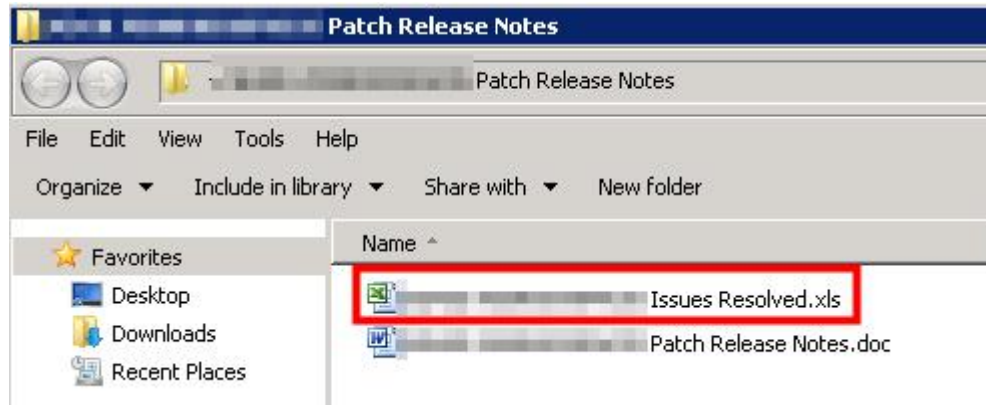 Patch Release Notes
Patch Release Notes
File Edit View Tools Help
Organize Include in library Share with New folder
Favorites
Name
Desktop
Issues Resolved.xls
Downloads
Patch Release Notes.doc
Recent Places